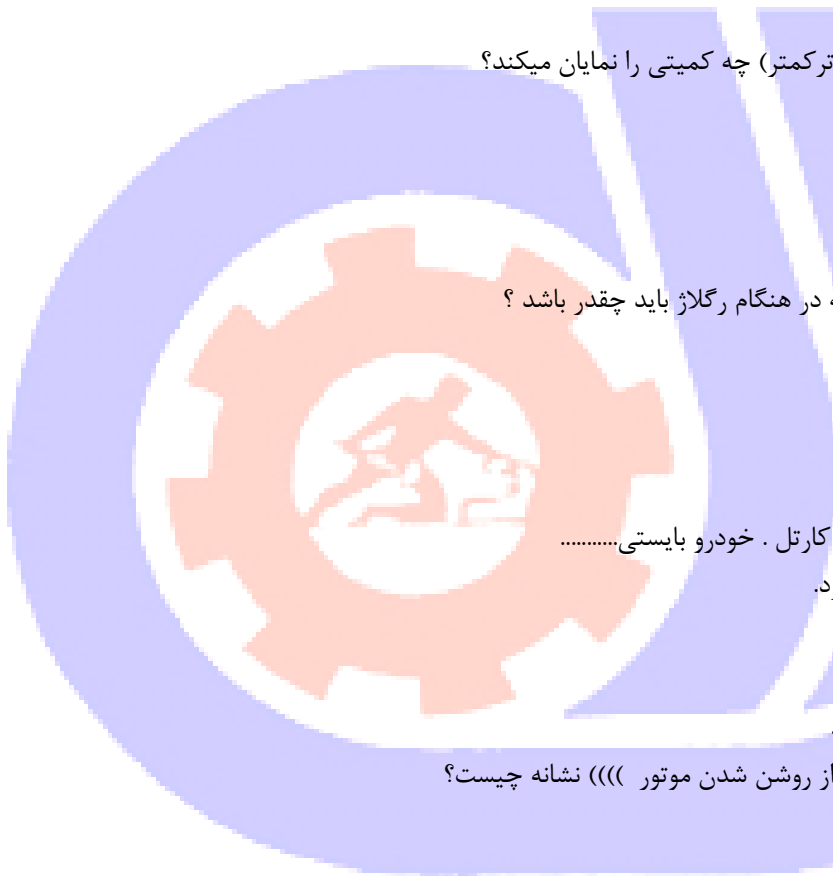 ترکمتر) چه کمیتی را نمایان میکند؟
در هنگام رگلاژ باید چقدر باشد ؟
کارتل . خودرو بایستی...........
از روشن شدن موتور )))) نشانه چیست؟